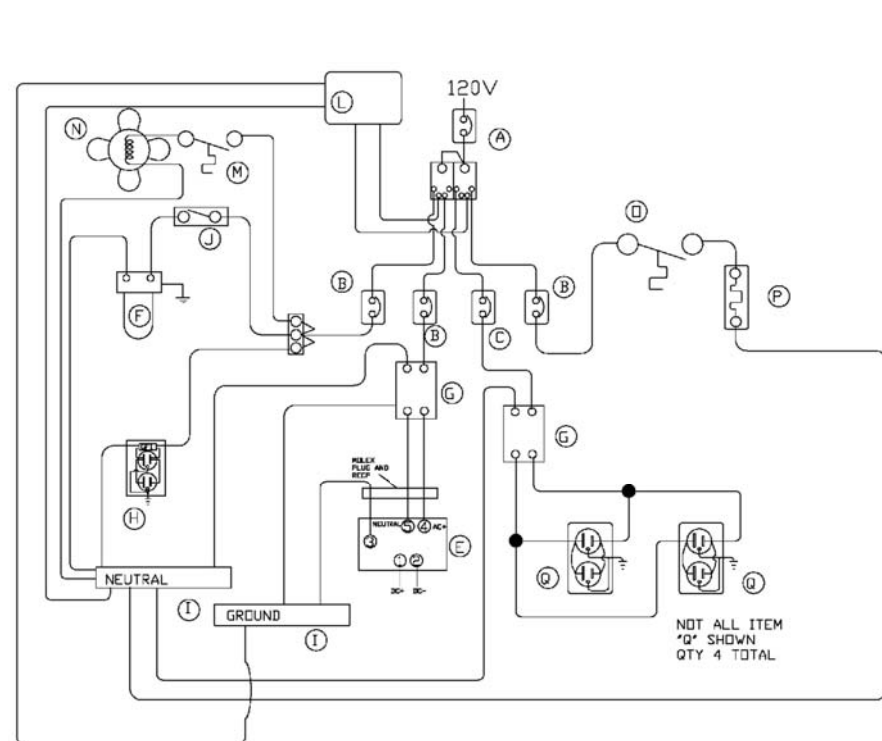 120V
L
A
N
M
O
J
B
B
P
F
B
C
G
G
MOLEX
PLUG AND
RECP
H
NEUTRAL 5 4 AC+
3
E
1 2
DC+ DC-
Q
Q
NEUTRAL
I
GROUND
I
NOT ALL ITEM
"Q" SHOWN
QTY 4 TOTAL